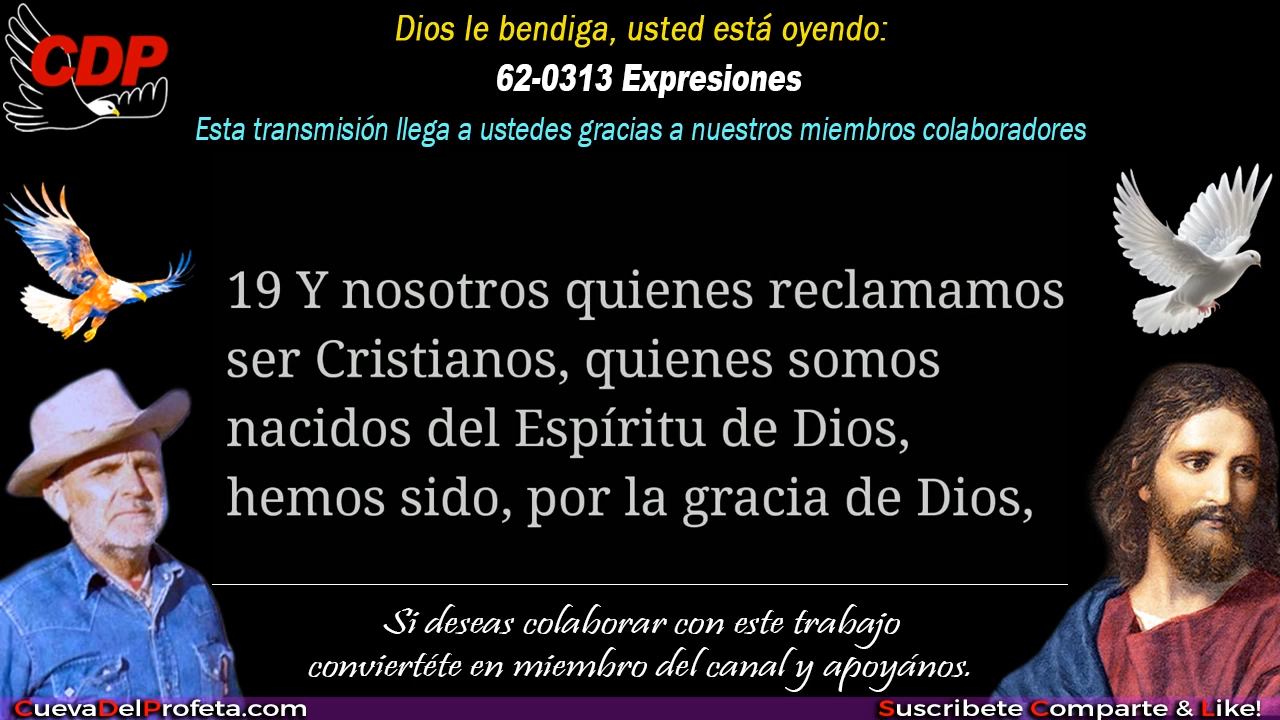 CDP
Dios le bendiga, usted está oyendo:
62-0313 Expresiones
Esta transmisión llega a ustedes gracias a nuestros miembros colaboradores
19 Y nosotros quienes reclamamos
ser Cristianos, quienes somos
nacidos del Espíritu de Dios,
hemos sido, por la gracia de Dios,
Si deseas colaborar con este trabajo
conviertéte en miembro del canal y apoyános.
CuevaDelProfeta.com
Suscribete Comparte & Like!